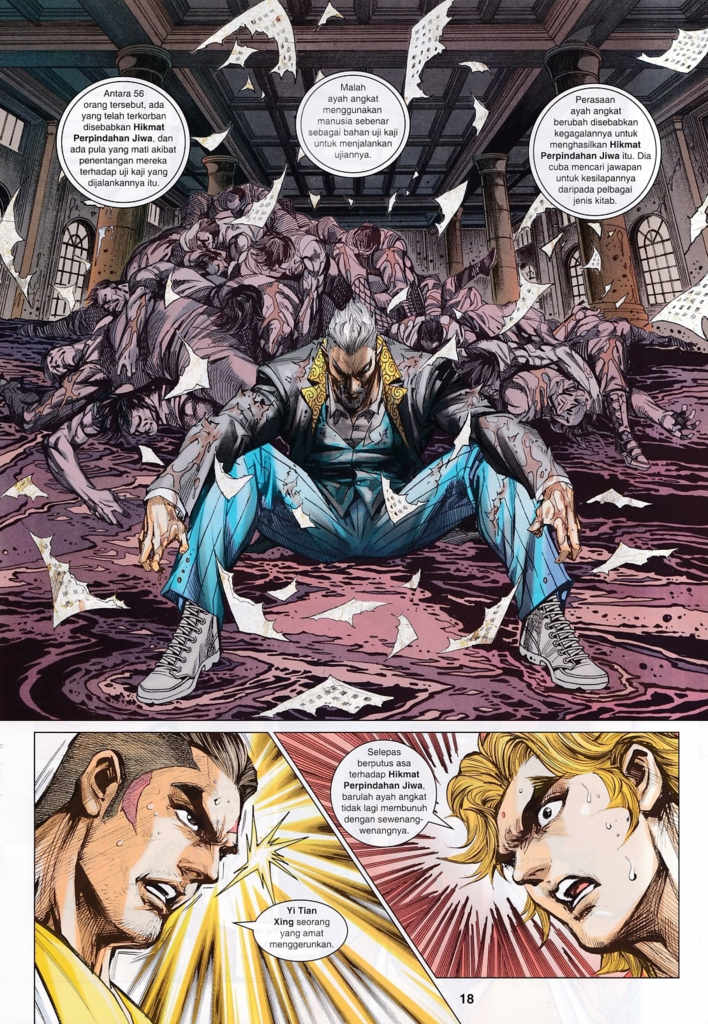 Antara 56
orang tersebut, ada
yang telah terkorban
disebabkan Hikmat
Perpindahan Jiwa, dan
ada pula yang mati akibat
penentangan mereka
terhadap uji kaji yang
dijalankannya itu.
Malah
ayah angkat
menggunakan
manusia sebenar
sebagai bahan uji kaji
untuk menjalankan
ujiannya.
Perasaan
ayah angkat
berubah disebabkan
kegagalannya untuk
menghasilkan Hikmat
Perpindahan Jiwa itu. Dia
cuba mencari jawapan
untuk kesilapannya
daripada pelbagai
jenis kitab.
Selepas
berputus asa
terhadap Hikmat
Perpindahan Jiwa,
barulah ayah angkat
tidak lagi membunuh
dengan sewenang-
wenangnya.
Yi Tian
Xing seorang
yang amat
menggerunkan.
18